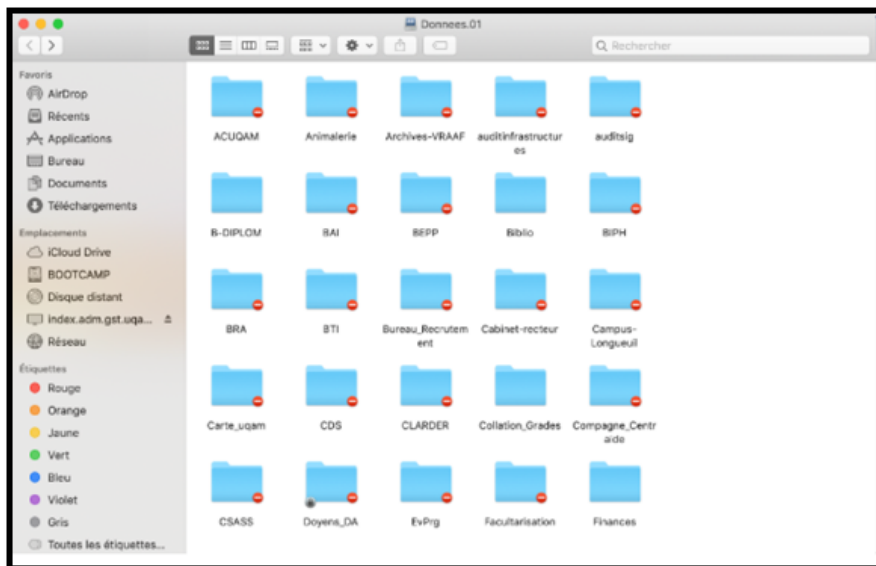 Donnees.01
Rechercher
Favoris
AirDrop
Récents
Applications
Bureau
Documents
Téléchargements
Emplacements
iCloud Drive
BOOTCAMP
Disque distant
index.adm.gst.uqa...
Réseau
Étiquettes
Rouge
Orange
Jaune
Vert
Bleu
Violet
Gris
Toutes les étiquettes...
ACUQAM
Animalerie
Archives-VRAAF
auditinfrastructur
es
auditsig
B-DIPLOM
BAI
BEPP
Biblio
BIPH
BRA
BTI
Bureau_Recrutem
ent
Cabinet-recteur
Campus-
Longueuil
Carte_uqam
CDS
CLARDER
Collation_Grades
Compagne_Centr
aide
CSASS
Doyens_DA
EvPrg
Facultarisation
Finances